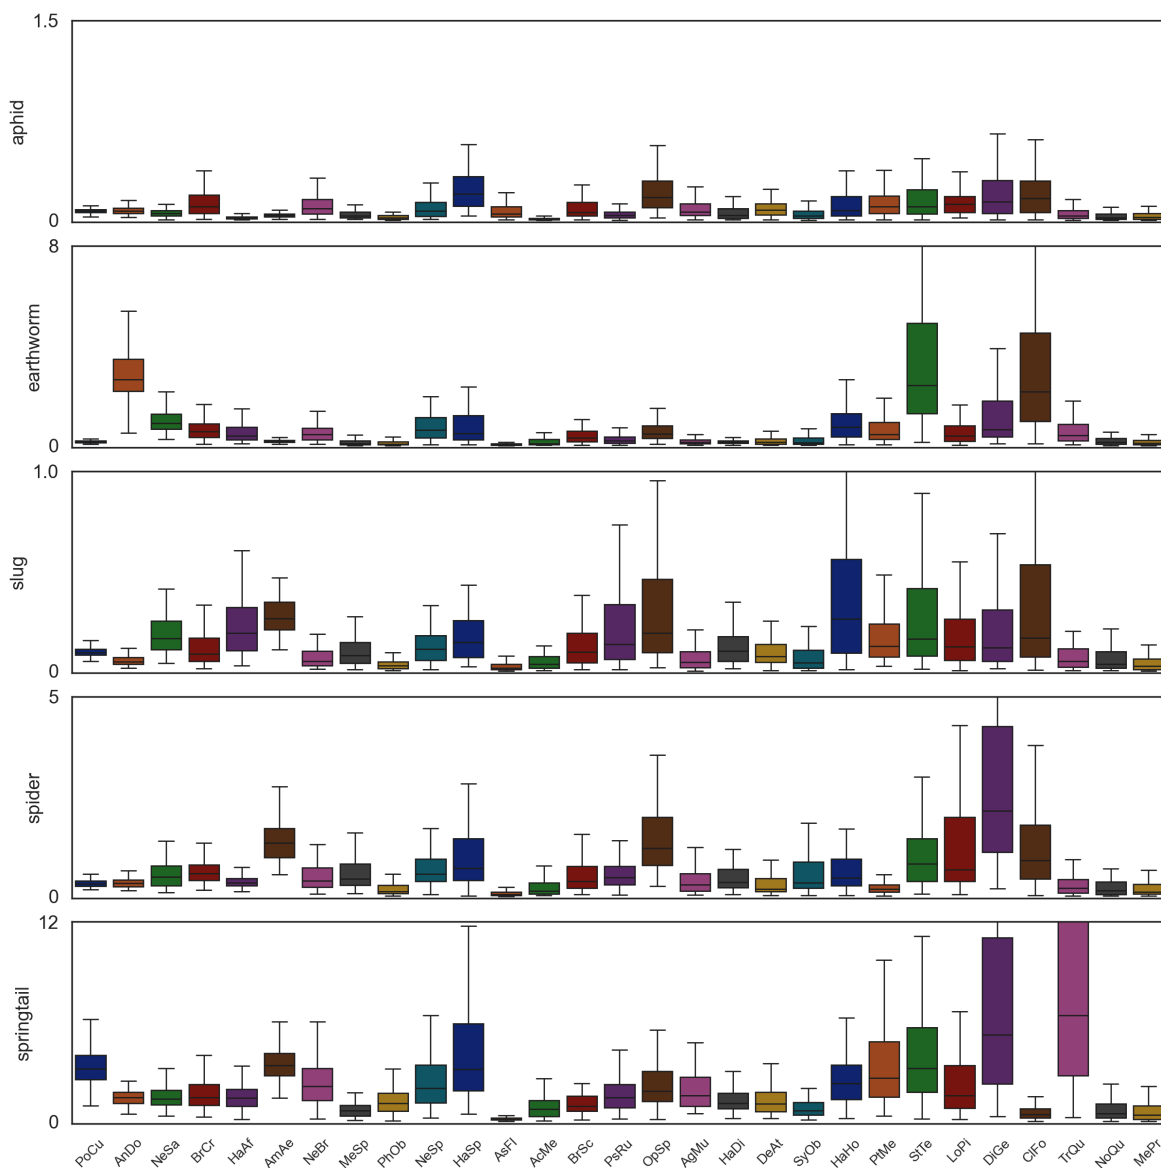 1.5
aphid
0
8
earthworm
0
1.0
slug
0
5
spider
0
12
springtail
0
PoCu AnDo NeSa BrCr HaAf AmAe NeBr MeSp PhOb NeSp HaSp AsFl AcMe BrSc PsRu OpSp AgMu HaDi DeAt SyOb HaHo PtMe StTe LoPi DiGe ClFo TrQu NoQu MePr